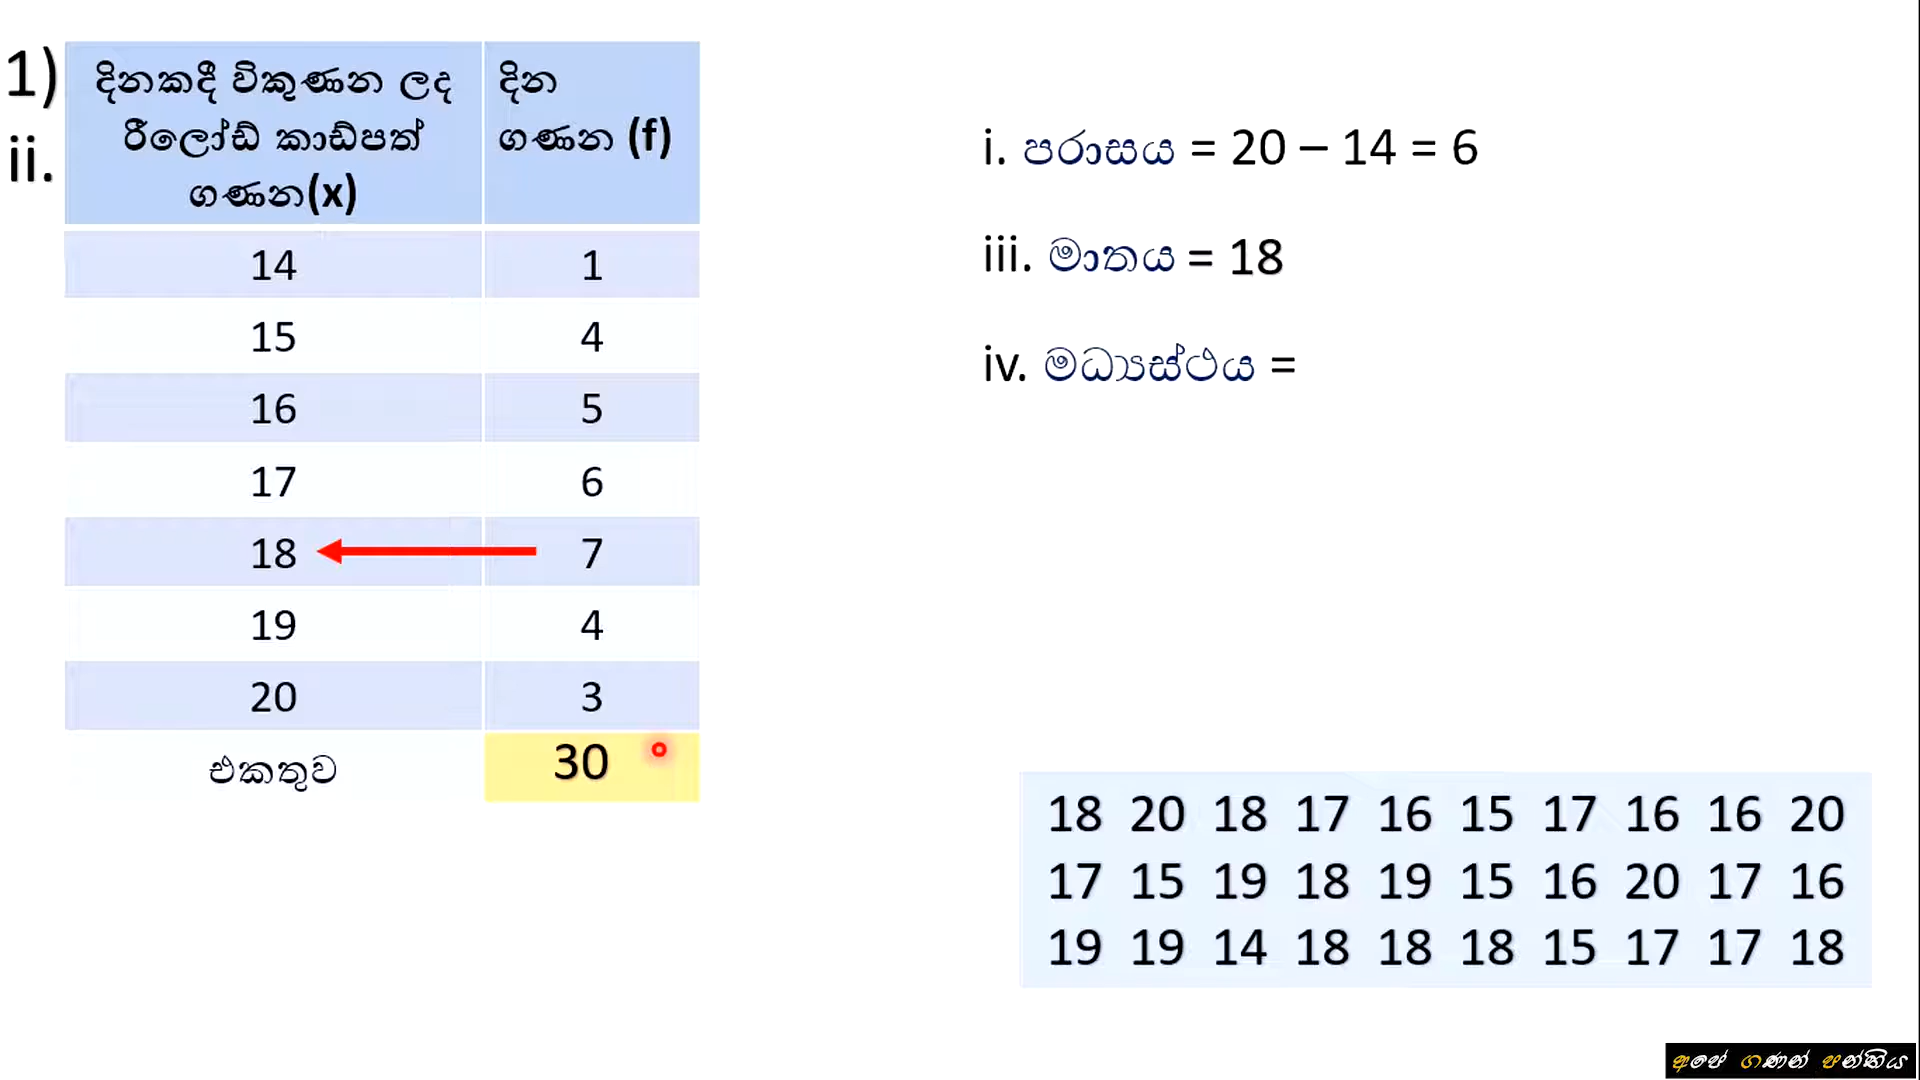 1)
ii.
දිනකදී විකුණන ලද
රීලෝඩ් කාඩ්පත්
ගණන(x)
දින
ගණන (f)
14 1
15 4
16 5
17 6
18 7
19 4
20 3
එකතුව 30
i. පරාසය = 20 – 14 = 6
iii. මාතය = 18
iv. මධ්‍යස්ථය =
18 20 18 17 16 15 17 16 16 20
17 15 19 18 19 15 16 20 17 16
19 19 14 18 18 18 15 17 17 18
අපේ ගණන් පන්තිය